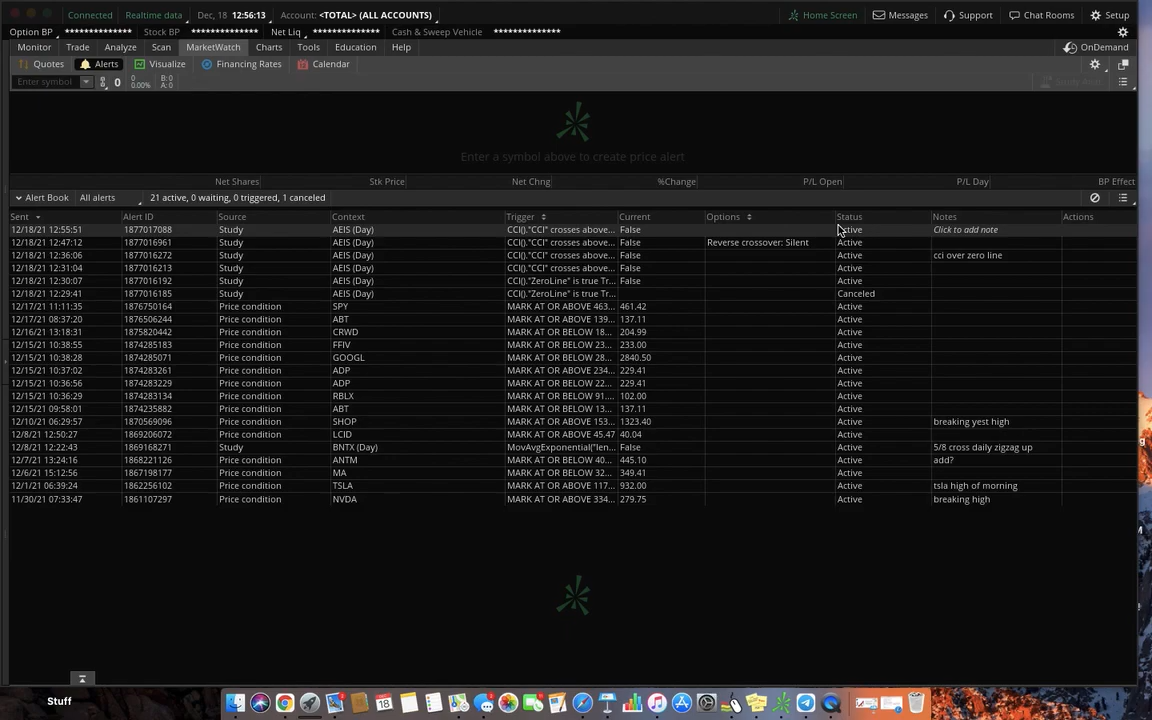 Connected Realtime data Dec, 18 12:56:13 Account: <TOTAL> (ALL ACCOUNTS) Home Screen Messages Support Chat Rooms Setup
Option BP ************** Stock BP ************** Net Liq ************** Cash & Sweep Vehicle **************
Monitor Trade Analyze Scan MarketWatch Charts Tools Education Help OnDemand
Quotes Alerts Visualize Financing Rates Calendar
Enter symbol 0 0 0.00% B: 0 A: 0
Enter a symbol above to create price alert
Net Shares Stk Price Net Chng %Change P/L Open P/L Day BP Effect
Alert Book All alerts 21 active, 0 waiting, 0 triggered, 1 canceled
Sent Alert ID Source Context Trigger Current Options Status Notes Actions
12/18/21 12:55:51 1877017088 Study AEIS (Day) CCI()."CCI" crosses above... False Active Click to add note
12/18/21 12:47:12 1877016961 Study AEIS (Day) CCI()."CCI" crosses above... False Reverse crossover: Silent Active
12/18/21 12:36:06 1877016272 Study AEIS (Day) CCI()."CCI" crosses above... False Active cci over zero line
12/18/21 12:31:04 1877016213 Study AEIS (Day) CCI()."CCI" crosses above... False Active
12/18/21 12:30:07 1877016192 Study AEIS (Day) CCI()."ZeroLine" is true Tr... False Active
12/18/21 12:29:41 1877016185 Study AEIS (Day) CCI()."ZeroLine" is true Tr... Canceled
12/17/21 11:11:35 1876750164 Price condition SPY MARK AT OR ABOVE 463... 461.42 Active
12/17/21 08:37:20 1876506244 Price condition ABT MARK AT OR ABOVE 139... 137.11 Active
12/16/21 13:18:31 1875820442 Price condition CRWD MARK AT OR BELOW 18... 204.99 Active
12/15/21 10:38:55 1874285183 Price condition FFIV MARK AT OR BELOW 23... 233.00 Active
12/15/21 10:38:28 1874285071 Price condition GOOGL MARK AT OR BELOW 28... 2840.50 Active
12/15/21 10:37:02 1874283261 Price condition ADP MARK AT OR ABOVE 234... 229.41 Active
12/15/21 10:36:56 1874283229 Price condition ADP MARK AT OR BELOW 22... 229.41 Active
12/15/21 10:36:29 1874283134 Price condition RBLX MARK AT OR BELOW 91.... 102.00 Active
12/15/21 09:58:01 1874235882 Price condition ABT MARK AT OR BELOW 13... 137.11 Active
12/10/21 06:29:57 1870569096 Price condition SHOP MARK AT OR ABOVE 153... 1323.40 Active breaking yest high
12/8/21 12:50:27 1869206072 Price condition LCID MARK AT OR ABOVE 45.47 40.04 Active
12/8/21 12:22:43 1869168271 Study BNTX (Day) MovAvgExponential("len... False Active 5/8 cross daily zigzag up
12/7/21 13:24:16 1868221126 Price condition ANTM MARK AT OR BELOW 40... 445.10 Active add?
12/6/21 15:12:56 1867198177 Price condition MA MARK AT OR BELOW 32... 349.41 Active
12/1/21 06:39:24 1862256102 Price condition TSLA MARK AT OR ABOVE 117... 932.00 Active tsla high of morning
11/30/21 07:33:47 1861107297 Price condition NVDA MARK AT OR ABOVE 334... 279.75 Active breaking high
Stuff